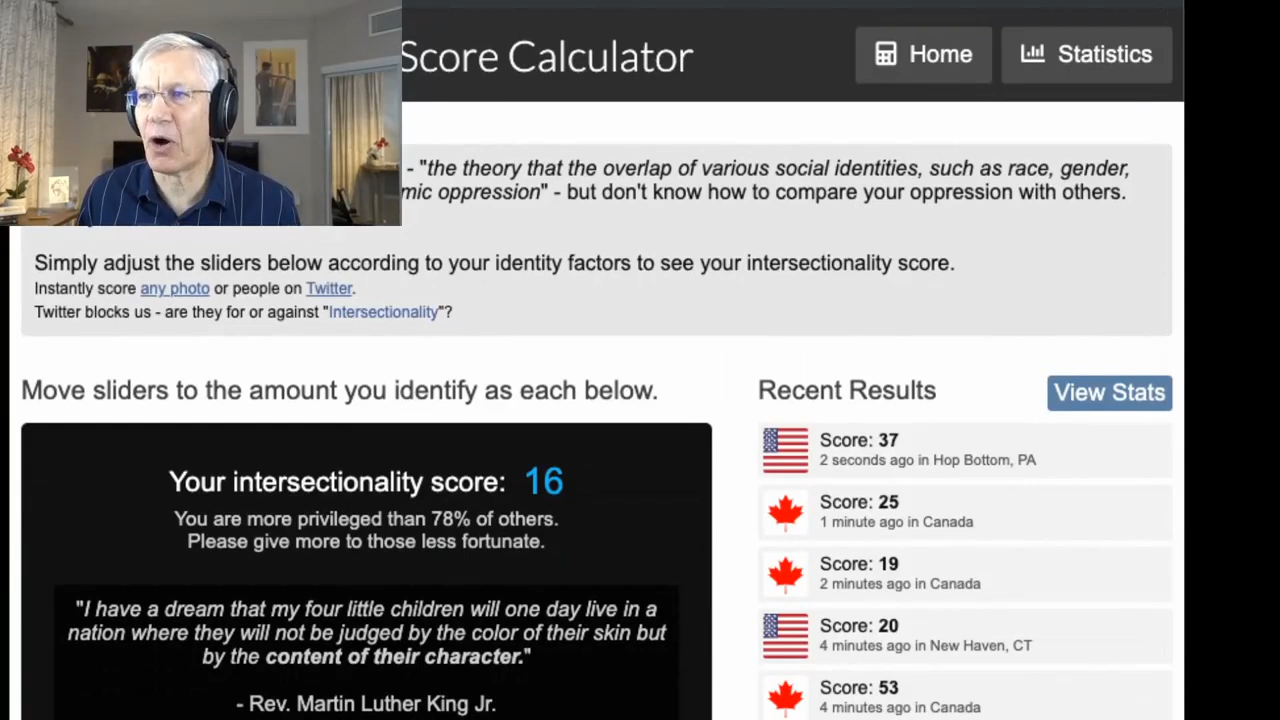 Score Calculator
Home
Statistics
- "the theory that the overlap of various social identities, such as race, gender,
mic oppression" - but don't know how to compare your oppression with others.
Simply adjust the sliders below according to your identity factors to see your intersectionality score.
Instantly score any photo or people on Twitter.
Twitter blocks us - are they for or against "Intersectionality"?
Move sliders to the amount you identify as each below.
Your intersectionality score: 16
You are more privileged than 78% of others.
Please give more to those less fortunate.
"I have a dream that my four little children will one day live in a
nation where they will not be judged by the color of their skin but
by the content of their character."
- Rev. Martin Luther King Jr.
Recent Results
View Stats
Score: 37
2 seconds ago in Hop Bottom, PA
Score: 25
1 minute ago in Canada
Score: 19
2 minutes ago in Canada
Score: 20
4 minutes ago in New Haven, CT
Score: 53
4 minutes ago in Canada